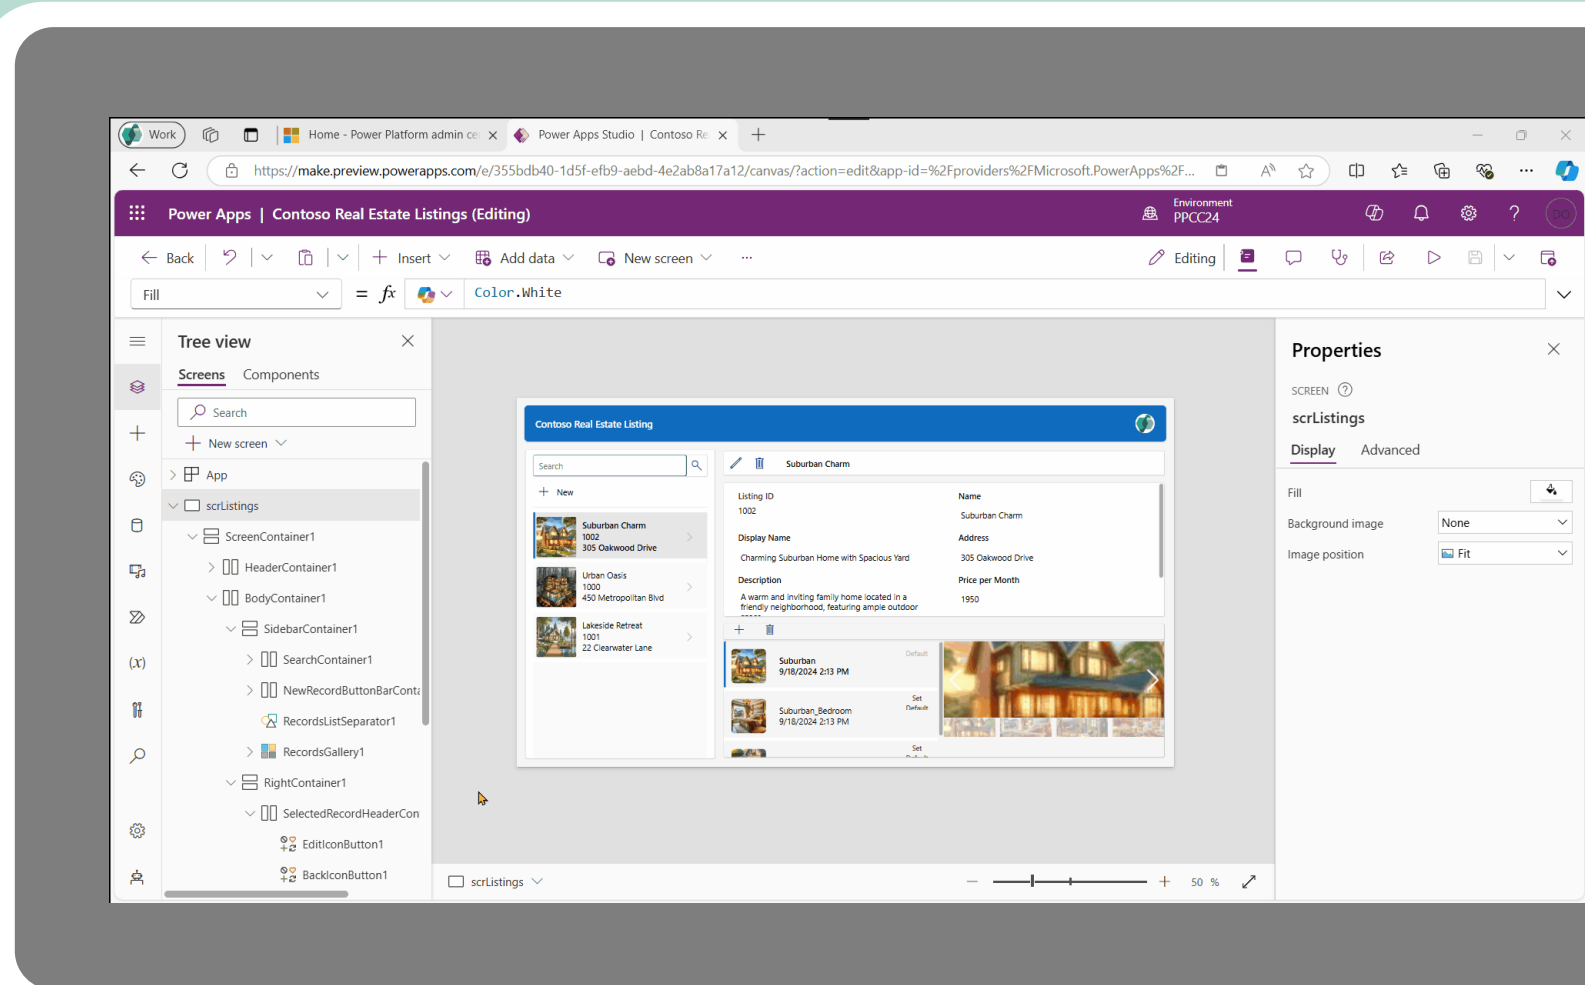 Work
Home - Power Platform admin ce
Power Apps Studio | Contoso Re
https://make.preview.powerapps.com/e/355bdb40-1d5f-efb9-aebd-4e2ab8a17a12/canvas/?action=edit&app-id=%2Fproviders%2FMicrosoft.PowerApps%2F...
Power Apps | Contoso Real Estate Listings (Editing)
Environment
PPCC24
DO
Back
Insert
Add data
New screen
...
Editing
Fill
= fx
Color.White
Tree view
Screens
Components
Search
New screen
App
scrListings
ScreenContainer1
HeaderContainer1
BodyContainer1
SidebarContainer1
SearchContainer1
NewRecordButtonBarConta
RecordsListSeparator1
RecordsGallery1
RightContainer1
SelectedRecordHeaderCon
EditIconButton1
BackIconButton1
Contoso Real Estate Listing
Search
New
Suburban Charm
1002
305 Oakwood Drive
Urban Oasis
1000
450 Metropolitan Blvd
Lakeside Retreat
1001
22 Clearwater Lane
Suburban Charm
Listing ID
1002
Name
Suburban Charm
Display Name
Charming Suburban Home with Spacious Yard
Address
305 Oakwood Drive
Description
A warm and inviting family home located in a
friendly neighborhood, featuring ample outdoor
Price per Month
1950
Suburban
9/18/2024 2:13 PM
Default
Suburban_Bedroom
9/18/2024 2:13 PM
Set
Default
Set
scrListings
50 %
Properties
SCREEN
scrListings
Display
Advanced
Fill
Background image
None
Image position
Fit